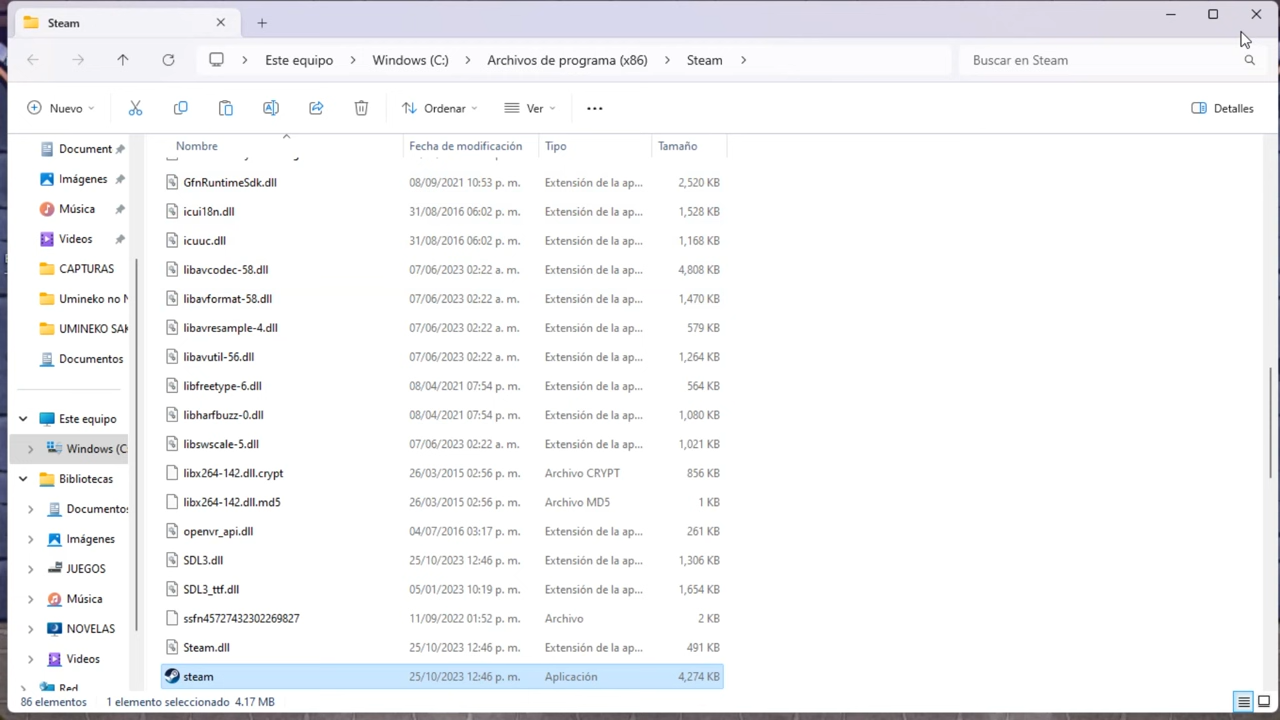 Steam
Este equipo Windows (C:) Archivos de programa (x86) Steam
Buscar en Steam
Nuevo
Ordenar
Ver
Detalles
Document
Imágenes
Música
Videos
CAPTURAS
Umineko no N
UMINEKO SAK
Documentos
Este equipo
Windows (C
Bibliotecas
Documentos
Imágenes
JUEGOS
Música
NOVELAS
Videos
Red
Nombre Fecha de modificación Tipo Tamaño
GfnRuntimeSdk.dll 08/09/2021 10:53 p. m. Extensión de la ap... 2,520 KB
icui18n.dll 31/08/2016 06:02 p. m. Extensión de la ap... 1,528 KB
icuuc.dll 31/08/2016 06:02 p. m. Extensión de la ap... 1,168 KB
libavcodec-58.dll 07/06/2023 02:22 a. m. Extensión de la ap... 4,808 KB
libavformat-58.dll 07/06/2023 02:22 a. m. Extensión de la ap... 1,470 KB
libavresample-4.dll 07/06/2023 02:22 a. m. Extensión de la ap... 579 KB
libavutil-56.dll 07/06/2023 02:22 a. m. Extensión de la ap... 1,264 KB
libfreetype-6.dll 08/04/2021 07:54 p. m. Extensión de la ap... 564 KB
libharfbuzz-0.dll 08/04/2021 07:54 p. m. Extensión de la ap... 1,080 KB
libswscale-5.dll 07/06/2023 02:22 a. m. Extensión de la ap... 1,021 KB
libx264-142.dll.crypt 26/03/2015 02:56 p. m. Archivo CRYPT 856 KB
libx264-142.dll.md5 26/03/2015 02:56 p. m. Archivo MD5 1 KB
openvr_api.dll 04/07/2016 03:17 p. m. Extensión de la ap... 261 KB
SDL3.dll 25/10/2023 12:46 p. m. Extensión de la ap... 1,306 KB
SDL3_ttf.dll 05/01/2023 10:19 p. m. Extensión de la ap... 1,654 KB
ssfn45727432302269827 11/09/2022 01:52 p. m. Archivo 2 KB
Steam.dll 25/10/2023 12:46 p. m. Extensión de la ap... 491 KB
steam 25/10/2023 12:46 p. m. Aplicación 4,274 KB
86 elementos 1 elemento seleccionado 4.17 MB